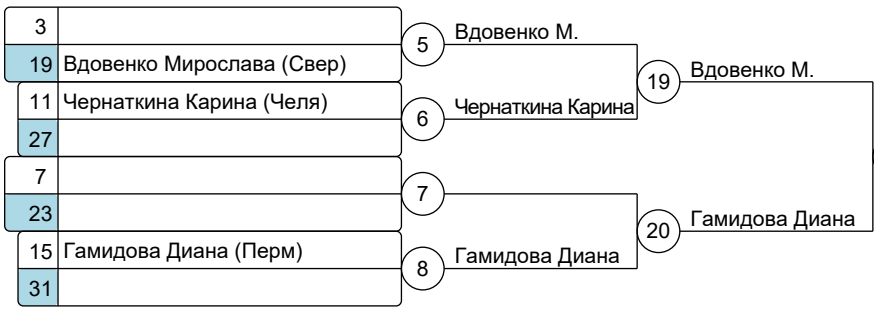 3
19 Вдовенко Мирослава (Свер)
11 Чернаткина Карина (Челя)
27
7
23
15 Гамидова Диана (Перм)
31
5 Вдовенко М.
6 Чернаткина Карина
7
8 Гамидова Диана
19 Вдовенко М.
20 Гамидова Диана